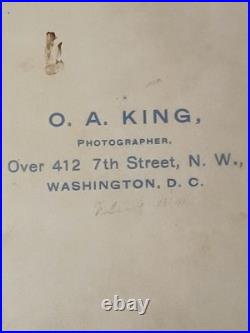 O. A. KING,
PHOTOGRAPHER,
Over 412 7th Street, N. W.,
WASHINGTON, D. C.